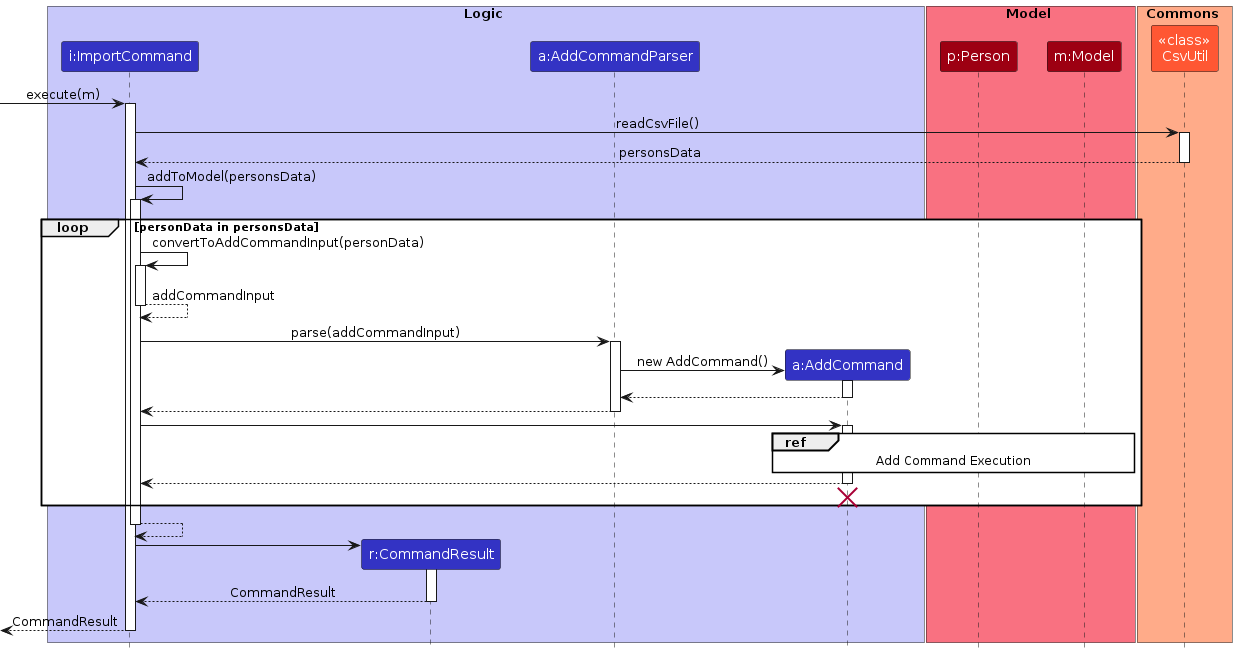 Logic
Model
Commons
i:ImportCommand
a:AddCommandParser
p:Person
m:Model
«class»
CsvUtil
execute(m)
readCsvFile()
personsData
addToModel(personsData)
loop
[personData in personsData]
convertToAddCommandInput(personData)
addCommandInput
parse(addCommandInput)
new AddCommand()
a:AddCommand
ref
Add Command Execution
r:CommandResult
CommandResult
CommandResult